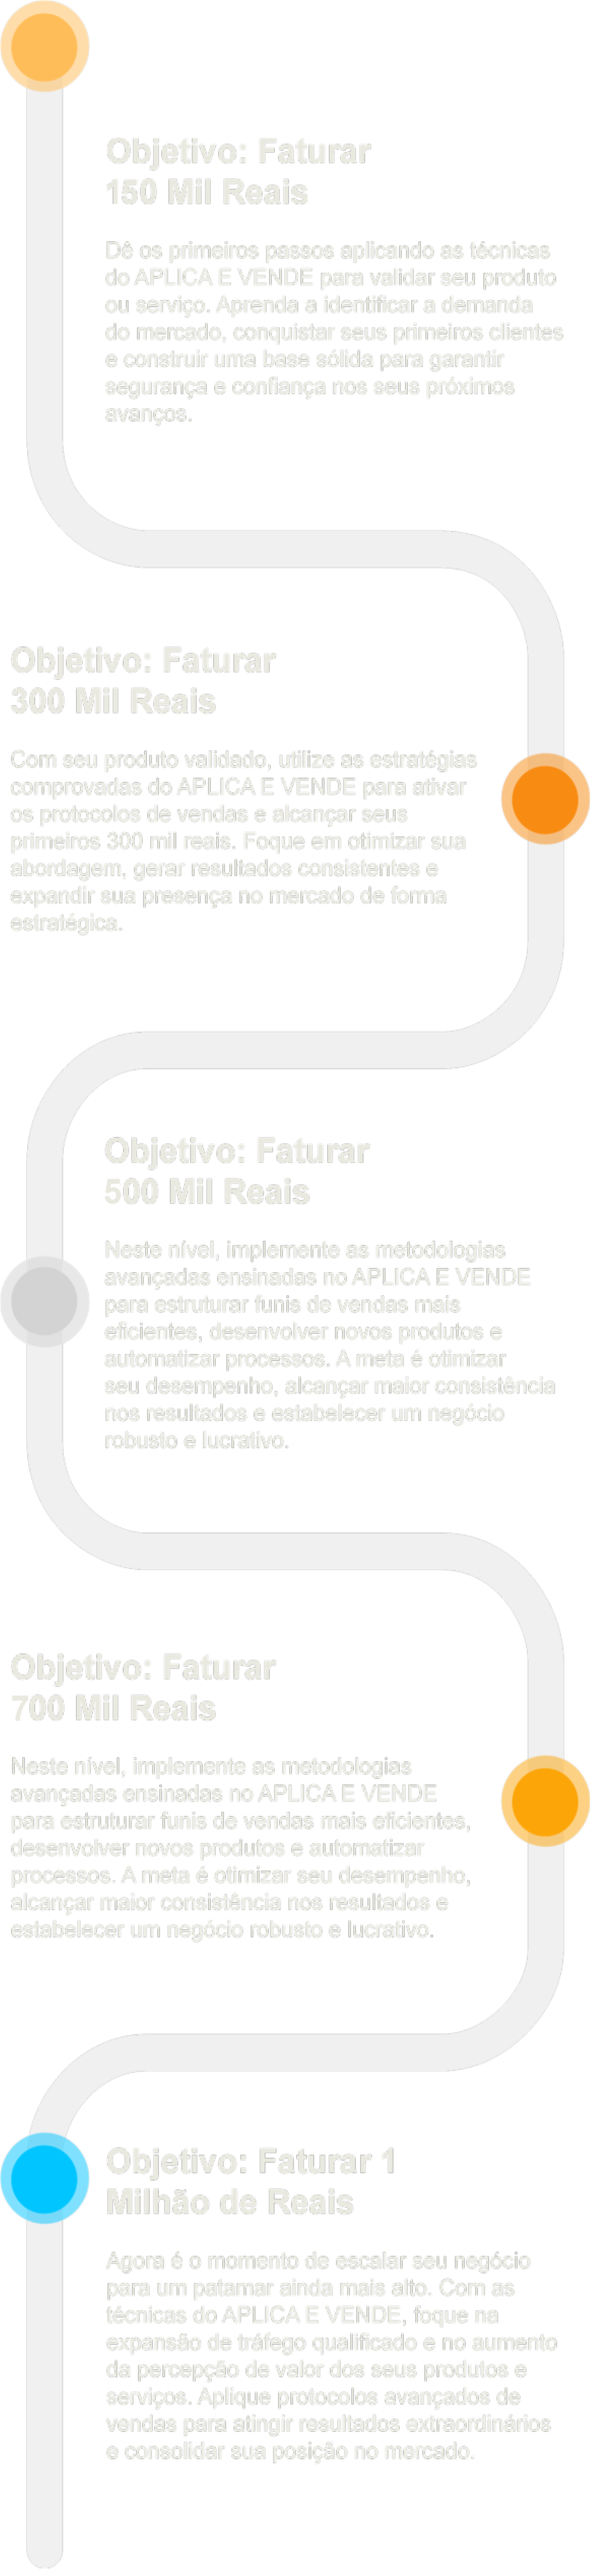 Objetivo: Faturar
150 Mil Reais
Dê os primeiros passos aplicando as técnicas
do APLICA E VENDE para validar seu produto
ou serviço. Aprenda a identificar a demanda
do mercado, conquistar seus primeiros clientes
e construir uma base sólida para garantir
segurança e confiança nos seus próximos
avanços.
Objetivo: Faturar
300 Mil Reais
Com seu produto validado, utilize as estratégias
comprovadas do APLICA E VENDE para ativar
os protocolos de vendas e alcançar seus
primeiros 300 mil reais. Foque em otimizar sua
abordagem, gerar resultados consistentes e
expandir sua presença no mercado de forma
estratégica.
Objetivo: Faturar
500 Mil Reais
Neste nível, implemente as metodologias
avançadas ensinadas no APLICA E VENDE
para estruturar funis de vendas mais
eficientes, desenvolver novos produtos e
automatizar processos. A meta é otimizar
seu desempenho, alcançar maior consistência
nos resultados e estabelecer um negócio
robusto e lucrativo.
Objetivo: Faturar
700 Mil Reais
Neste nível, implemente as metodologias
avançadas ensinadas no APLICA E VENDE
para estruturar funis de vendas mais eficientes,
desenvolver novos produtos e automatizar
processos. A meta é otimizar seu desempenho,
alcançar maior consistência nos resultados e
estabelecer um negócio robusto e lucrativo.
Objetivo: Faturar 1
Milhão de Reais
Agora é o momento de escalar seu negócio
para um patamar ainda mais alto. Com as
técnicas do APLICA E VENDE, foque na
expansão de tráfego qualificado e no aumento
da percepção de valor dos seus produtos e
serviços. Aplique protocolos avançados de
vendas para atingir resultados extraordinários
e consolidar sua posição no mercado.